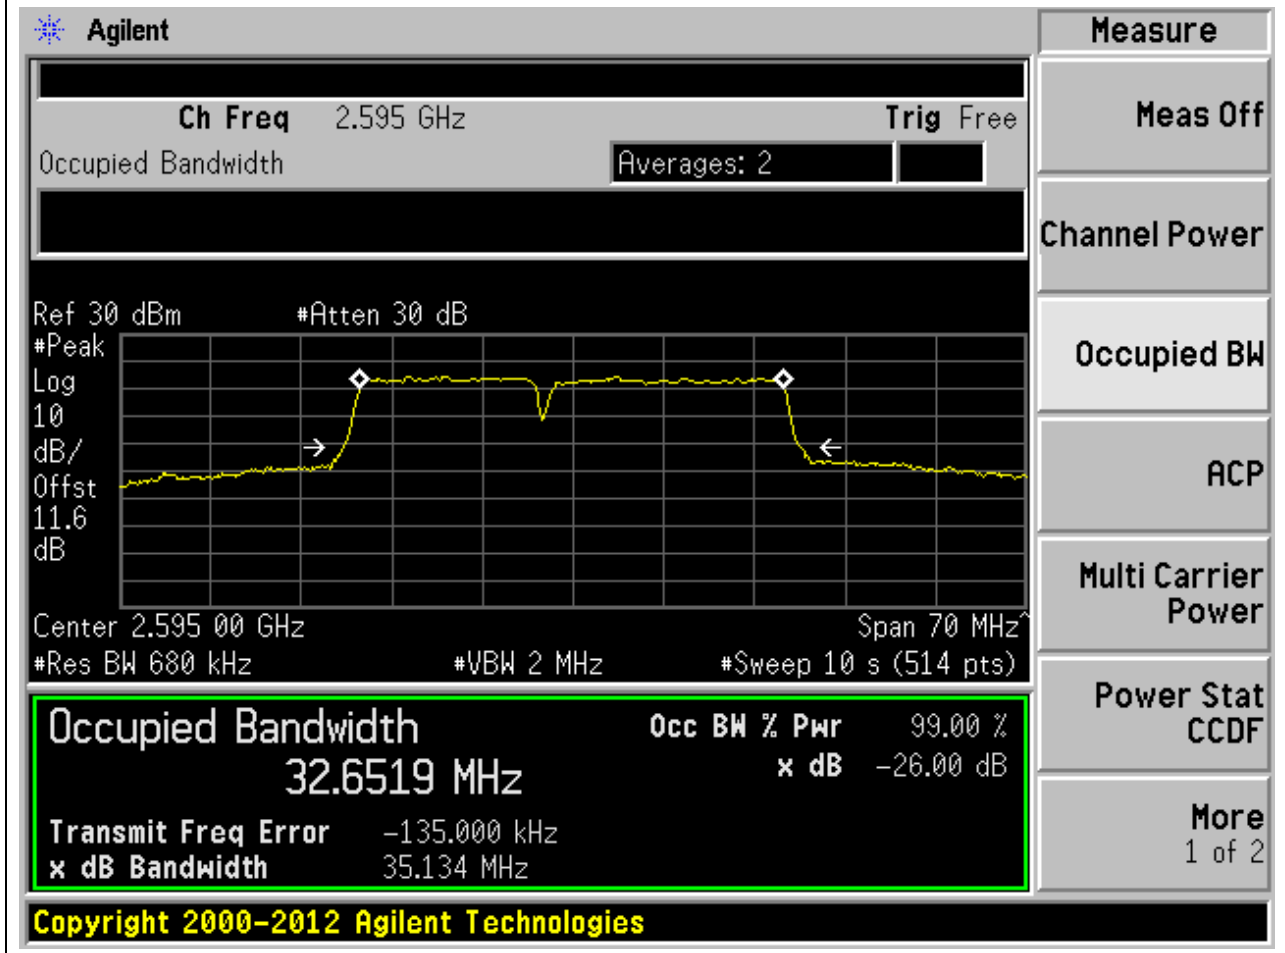 Agilent
Measure
Ch Freq 2.595 GHz Trig Free
Occupied Bandwidth Averages: 2
Ref 30 dBm #Atten 30 dB
#Peak
Log
10
dB/
Offst
11.6
dB
Center 2.595 00 GHz Span 70 MHz^
#Res BW 680 kHz #VBW 2 MHz #Sweep 10 s (514 pts)
Occupied Bandwidth Occ BW % Pwr 99.00 %
32.6519 MHz x dB -26.00 dB
Transmit Freq Error -135.000 kHz
x dB Bandwidth 35.134 MHz
Copyright 2000-2012 Agilent Technologies
Meas Off
Channel Power
Occupied BW
ACP
Multi Carrier
Power
Power Stat
CCDF
More
1 of 2